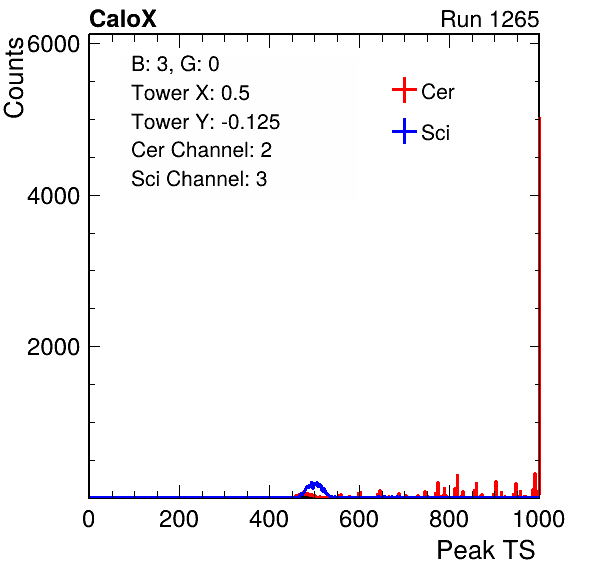 CaloX
Run 1265
Counts
6000
4000
2000
B: 3, G: 0
Tower X: 0.5
Tower Y: -0.125
Cer Channel: 2
Sci Channel: 3
Cer
Sci
0 200 400 600 800 1000
Peak TS